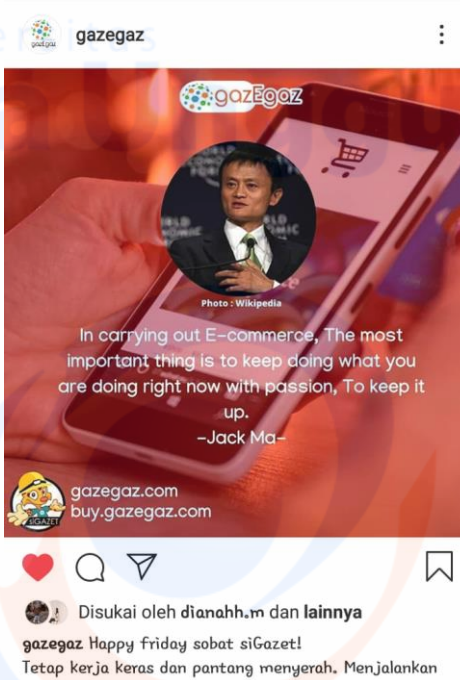 gazegaz
gazEgaz
Photo : Wikipedia
In carrying out E-commerce, The most
important thing is to keep doing what you
are doing right now with passion, To keep it
up.
-Jack Ma-
gazegaz.com
buy.gazegaz.com
SIGAZET
Disukai oleh dianahh.m dan lainnya
gazegaz Happy friday sobat siGazet!
Tetap kerja keras dan pantang menyerah. Menjalankan